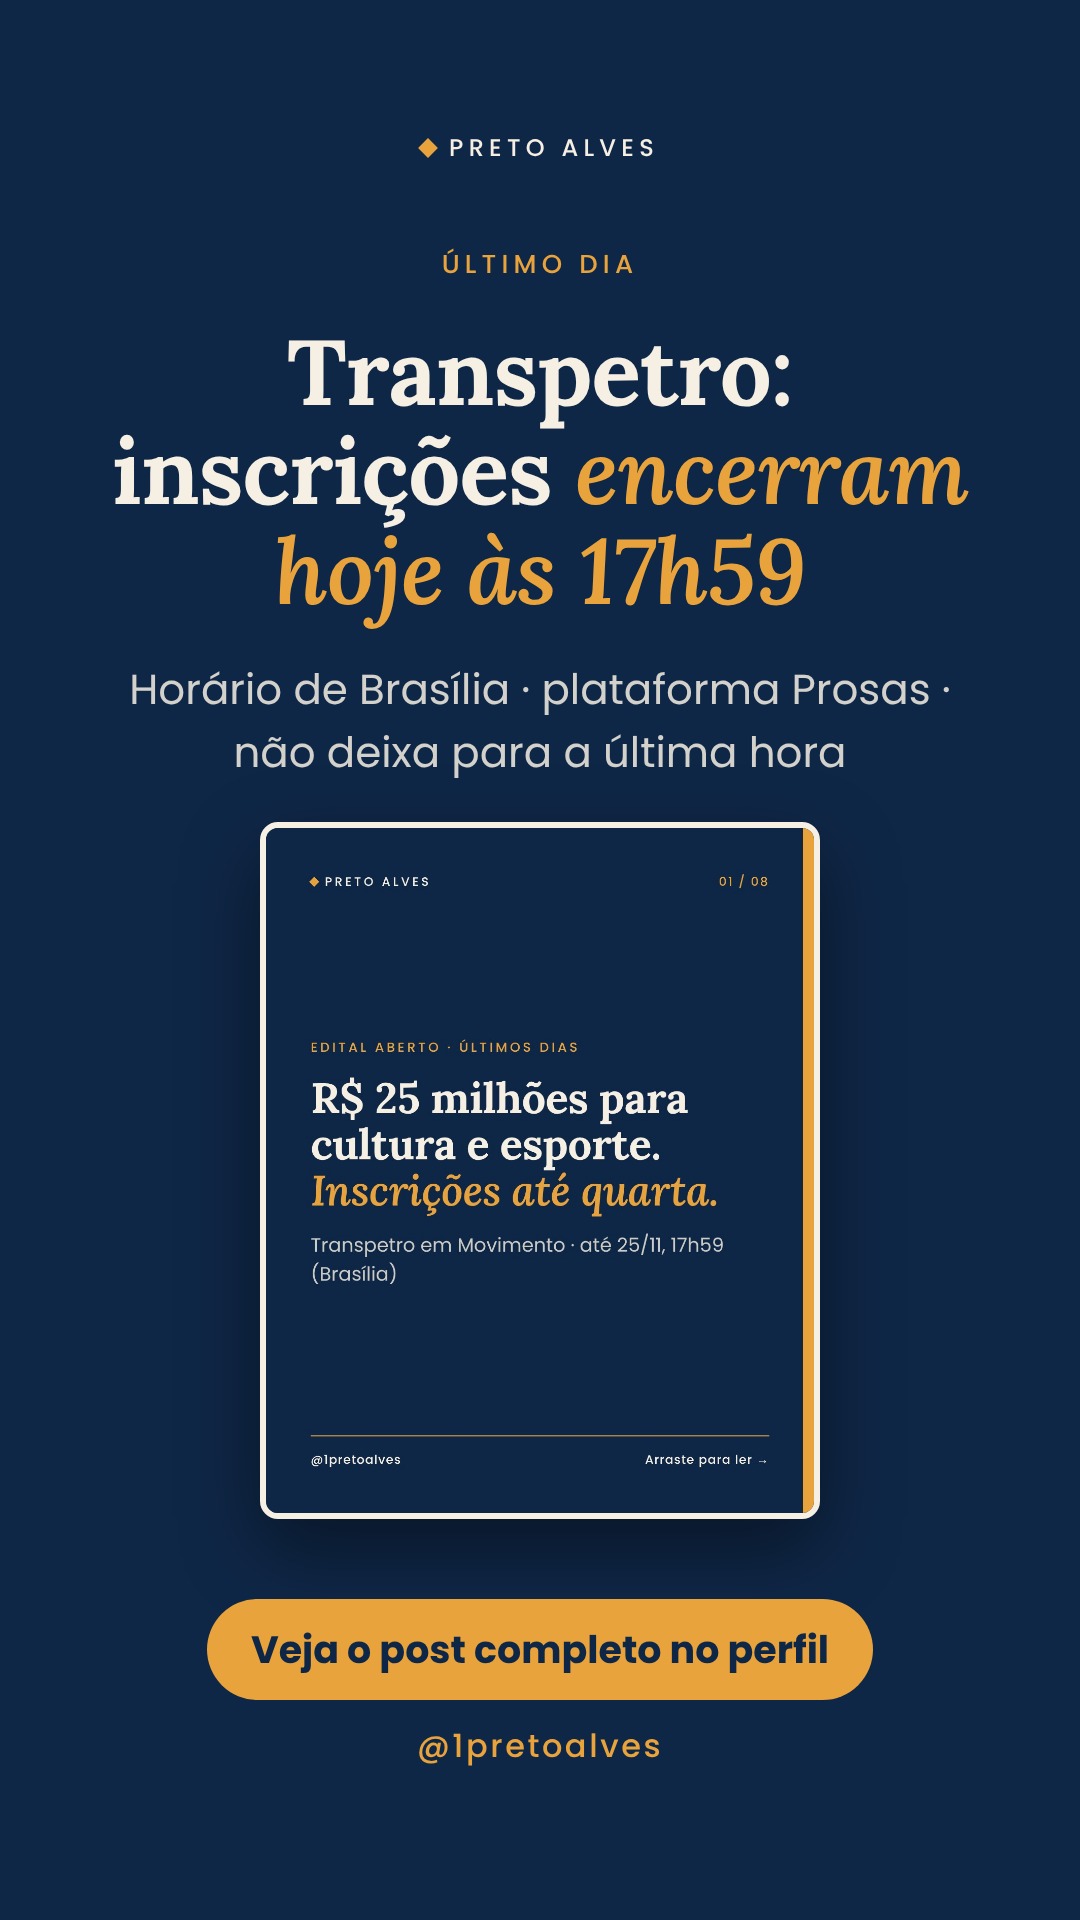 PRETO ALVES
ÚLTIMO DIA
Transpetro:
inscrições encerram
hoje às 17h59
Horário de Brasília · plataforma Prosas ·
não deixa para a última hora
PRETO ALVES
01 / 08
EDITAL ABERTO · ÚLTIMOS DIAS
R$ 25 milhões para
cultura e esporte.
Inscrições até quarta.
Transpetro em Movimento · até 25/11, 17h59
(Brasília)
@1pretoalves
Arraste para ler →
Veja o post completo no perfil
@1pretoalves